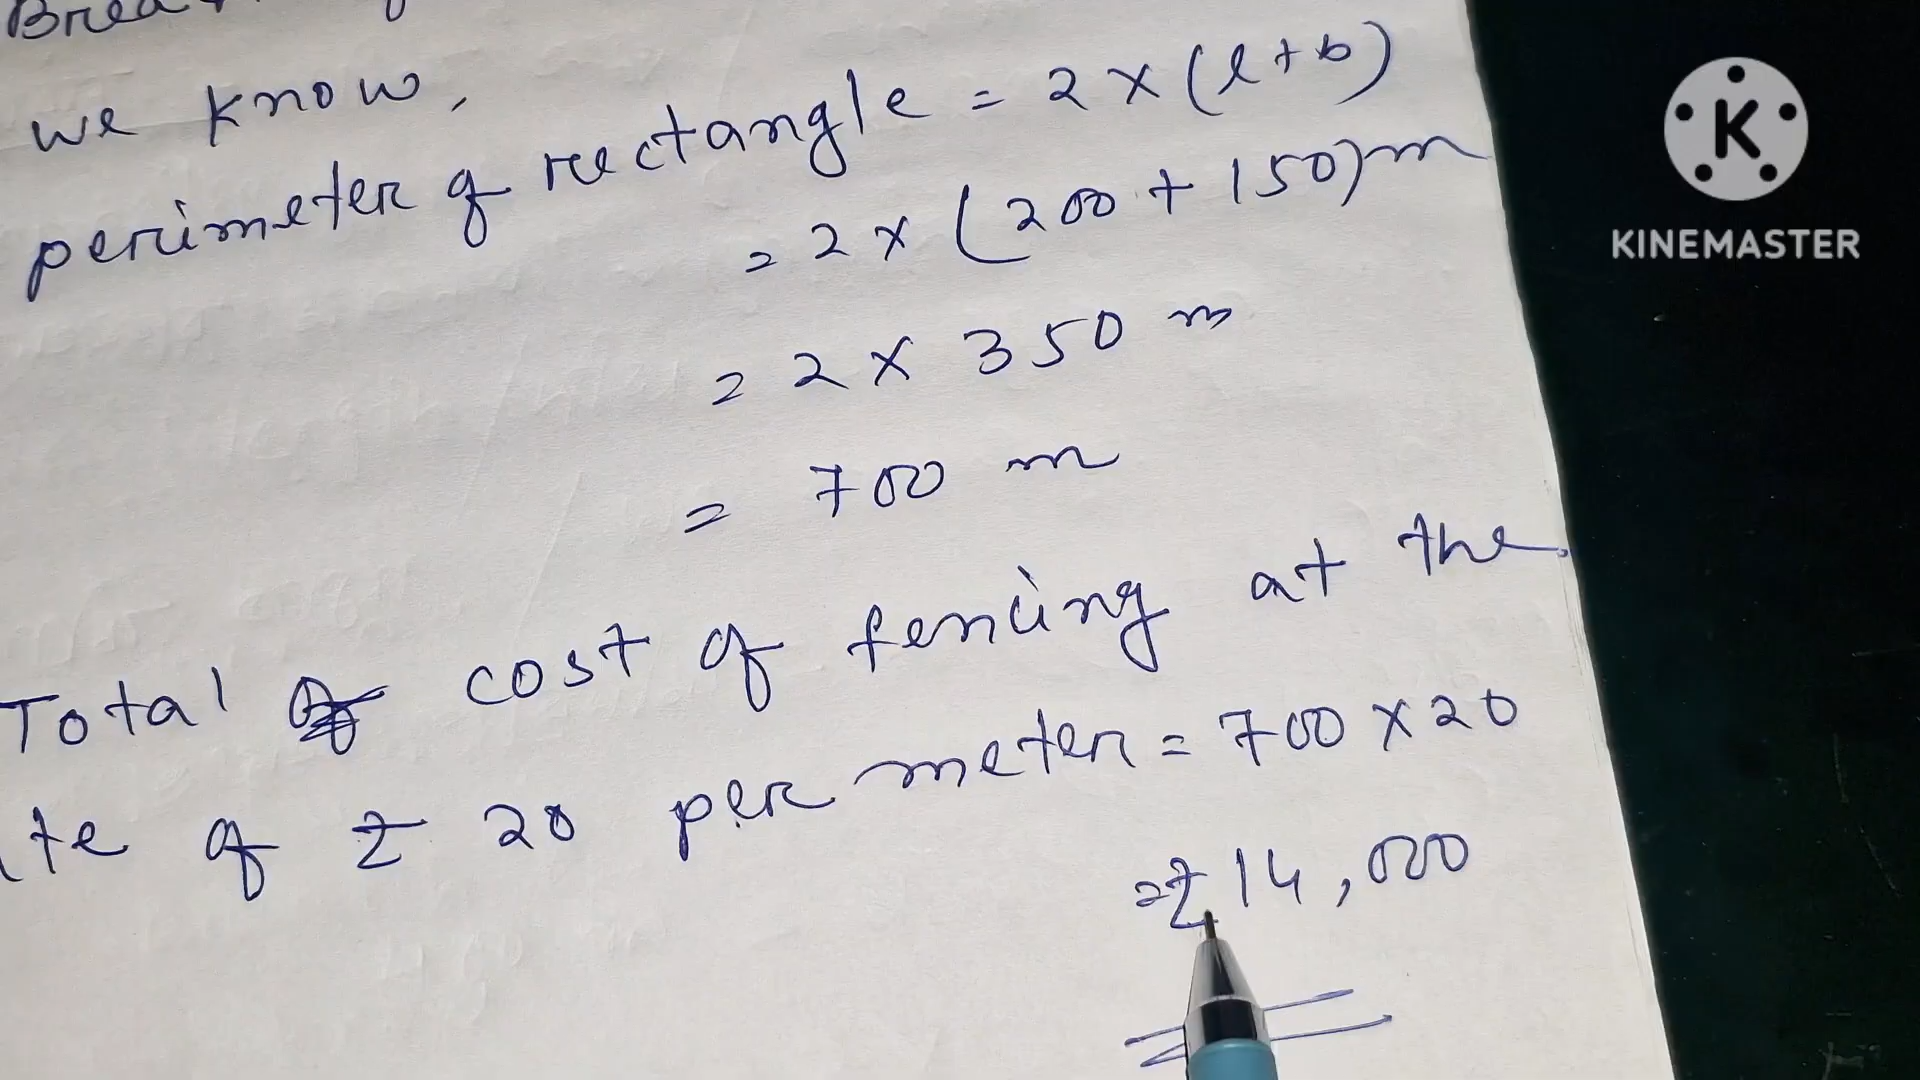 we know,
perimeter of rectangle = 2 × (l+b)
= 2 × (200 + 150) m
= 2 × 350 m
= 700 m
Total cost of fencing at the
te of ₹ 20 per meter = 700 × 20
= ₹ 14,000
K
KINEMASTER